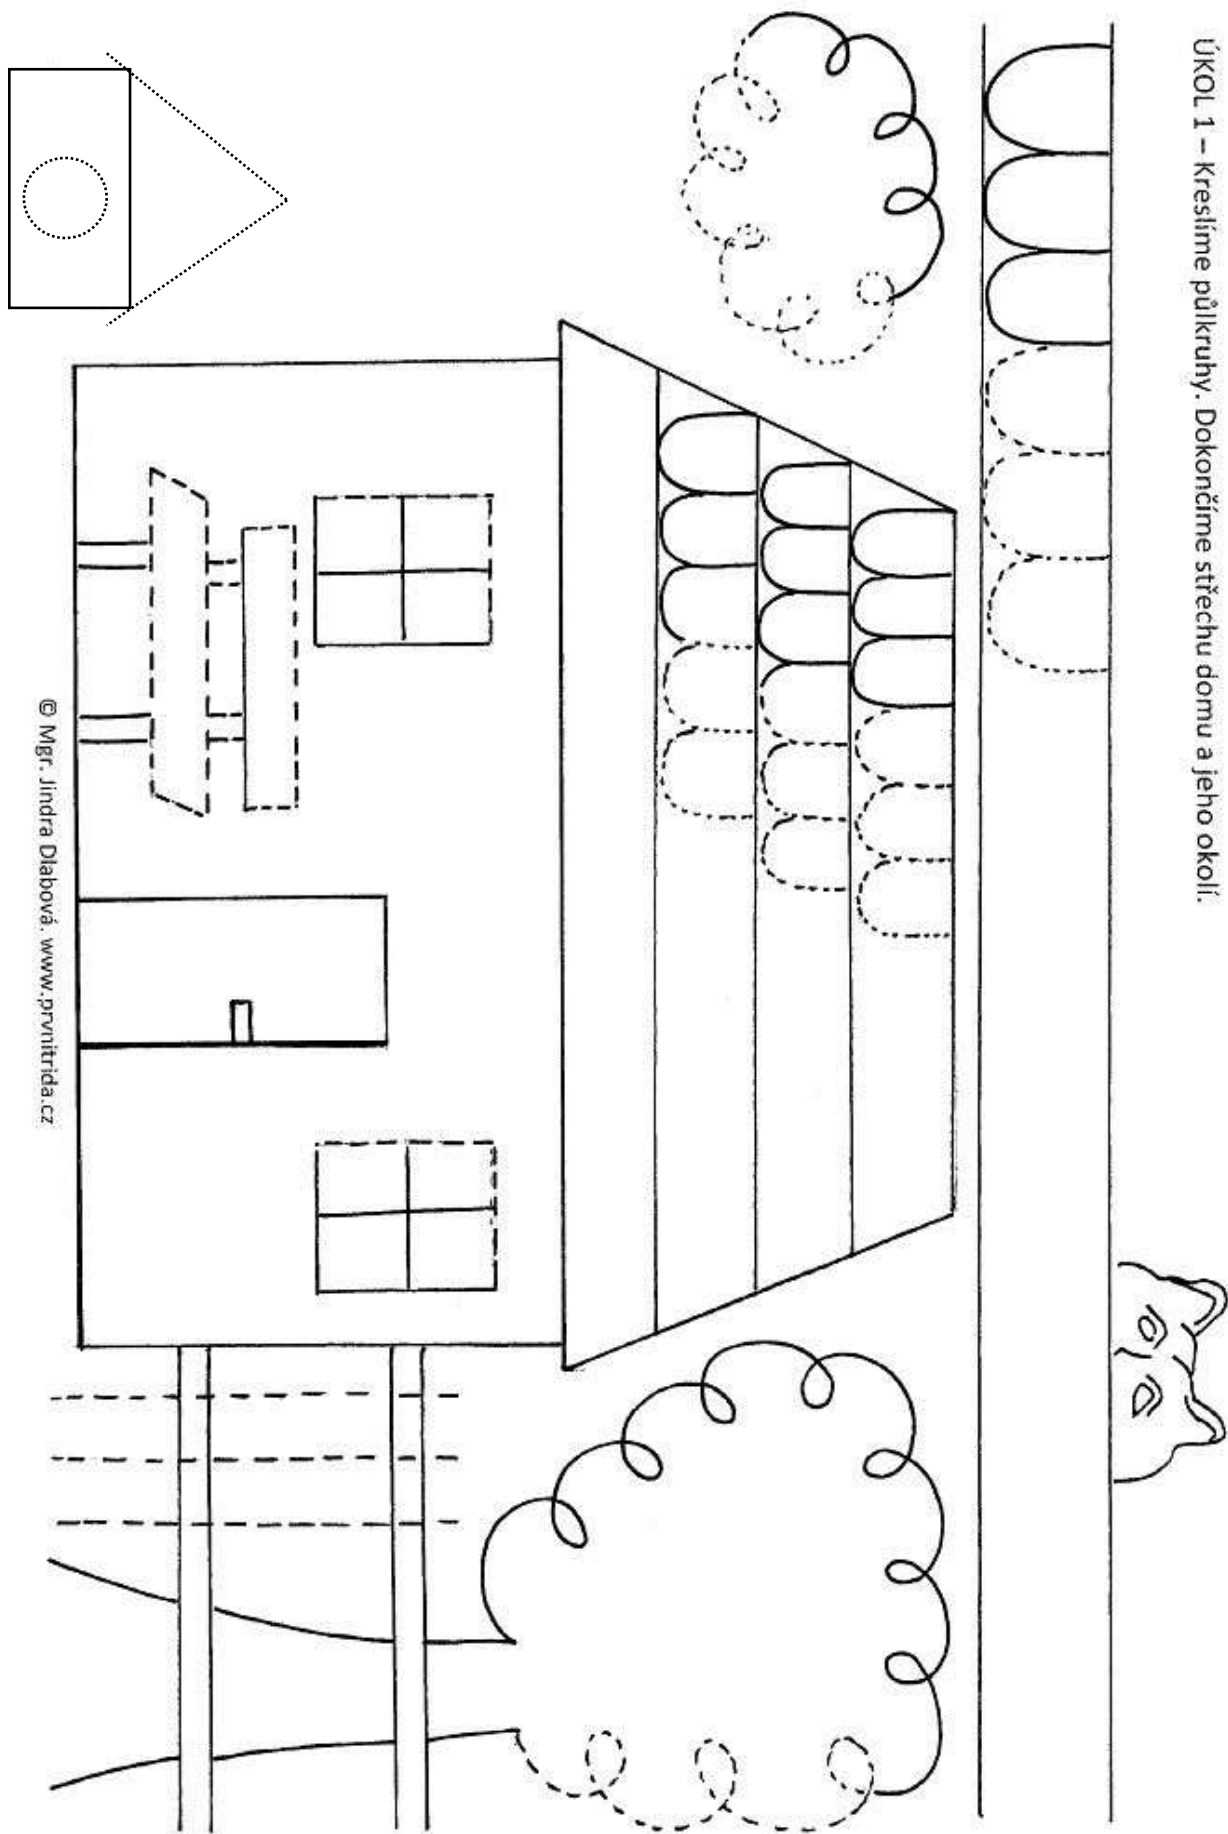 ÚKOL 1 – Kreslíme půlkruhy. Dokončíme střechu domu a jeho okolí.
© Mgr. Jindra Dlabová. www.prvnitrida.cz